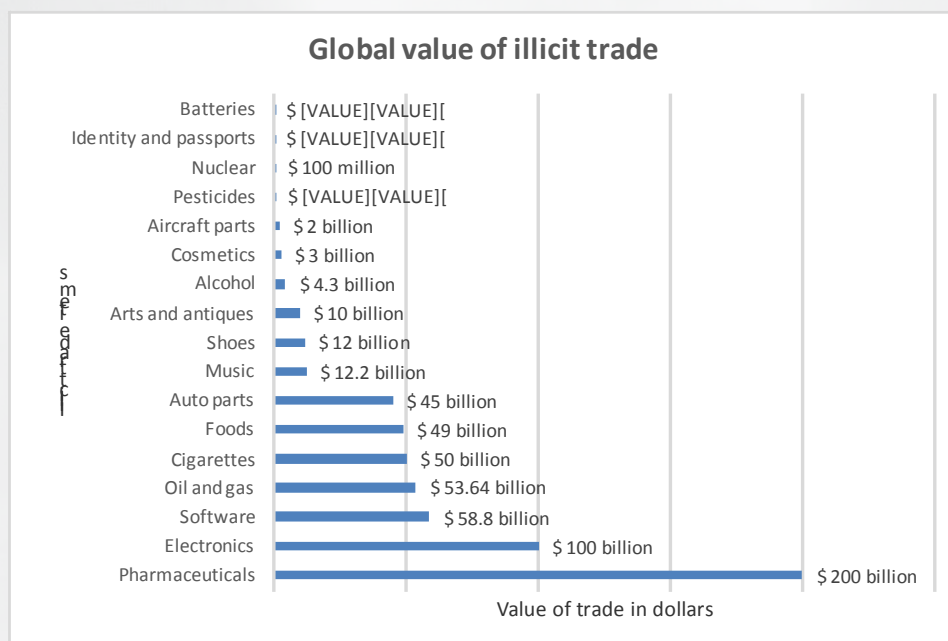 Global value of illicit trade
Batteries $ [VALUE][VALUE][
Identity and passports $ [VALUE][VALUE][
Nuclear $ 100 million
Pesticides $ [VALUE][VALUE][
Aircraft parts $ 2 billion
Cosmetics $ 3 billion
Alcohol $ 4.3 billion
Arts and antiques $ 10 billion
Shoes $ 12 billion
Music $ 12.2 billion
Auto parts $ 45 billion
Foods $ 49 billion
Cigarettes $ 50 billion
Oil and gas $ 53.64 billion
Software $ 58.8 billion
Electronics $ 100 billion
Pharmaceuticals $ 200 billion
Value of trade in dollars